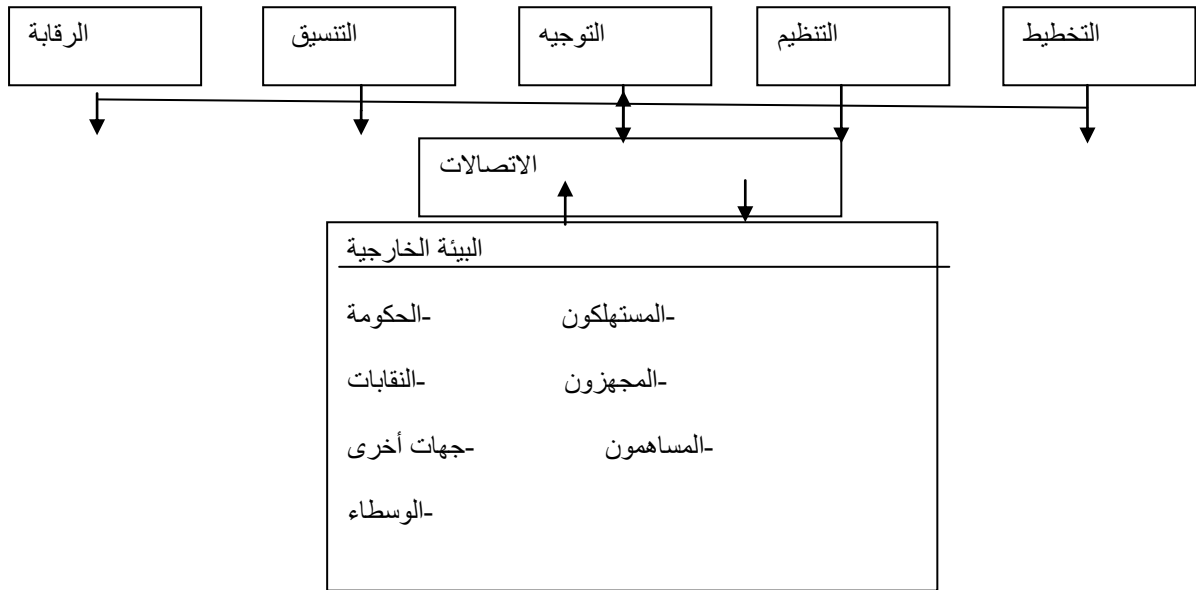 التخطيط
التنظيم
التوجيه
التنسيق
الرقابة
الاتصالات
البيئة الخارجية
-المستهلكون -الحكومة
-المجهزون -النقابات
-المساهمون -جهات أخرى
-الوسطاء